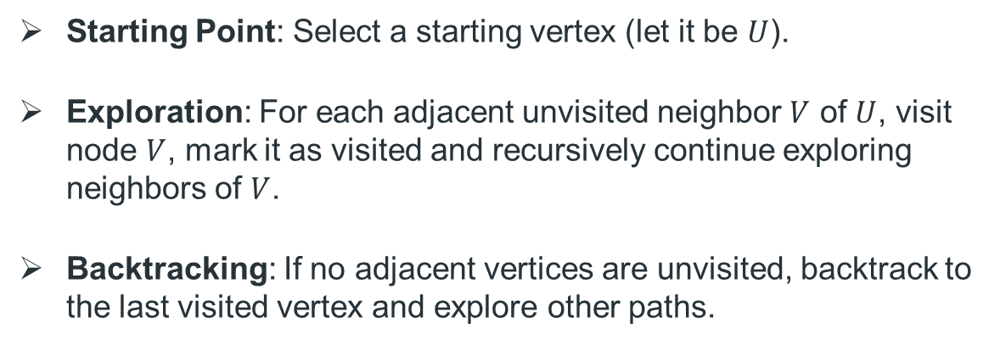 ➢ Starting Point: Select a starting vertex (let it be U).
➢ Exploration: For each adjacent unvisited neighbor V of U, visit
node V, mark it as visited and recursively continue exploring
neighbors of V.
➢ Backtracking: If no adjacent vertices are unvisited, backtrack to
the last visited vertex and explore other paths.